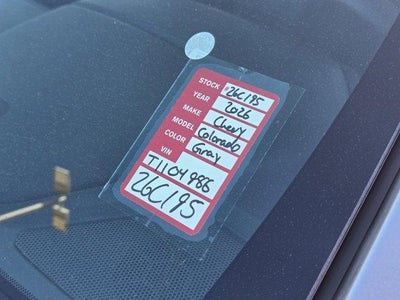 STOCK #26C195
YEAR 2026
MAKE Chevy
MODEL Colorado
COLOR Gray
VIN
T1104986
26C195